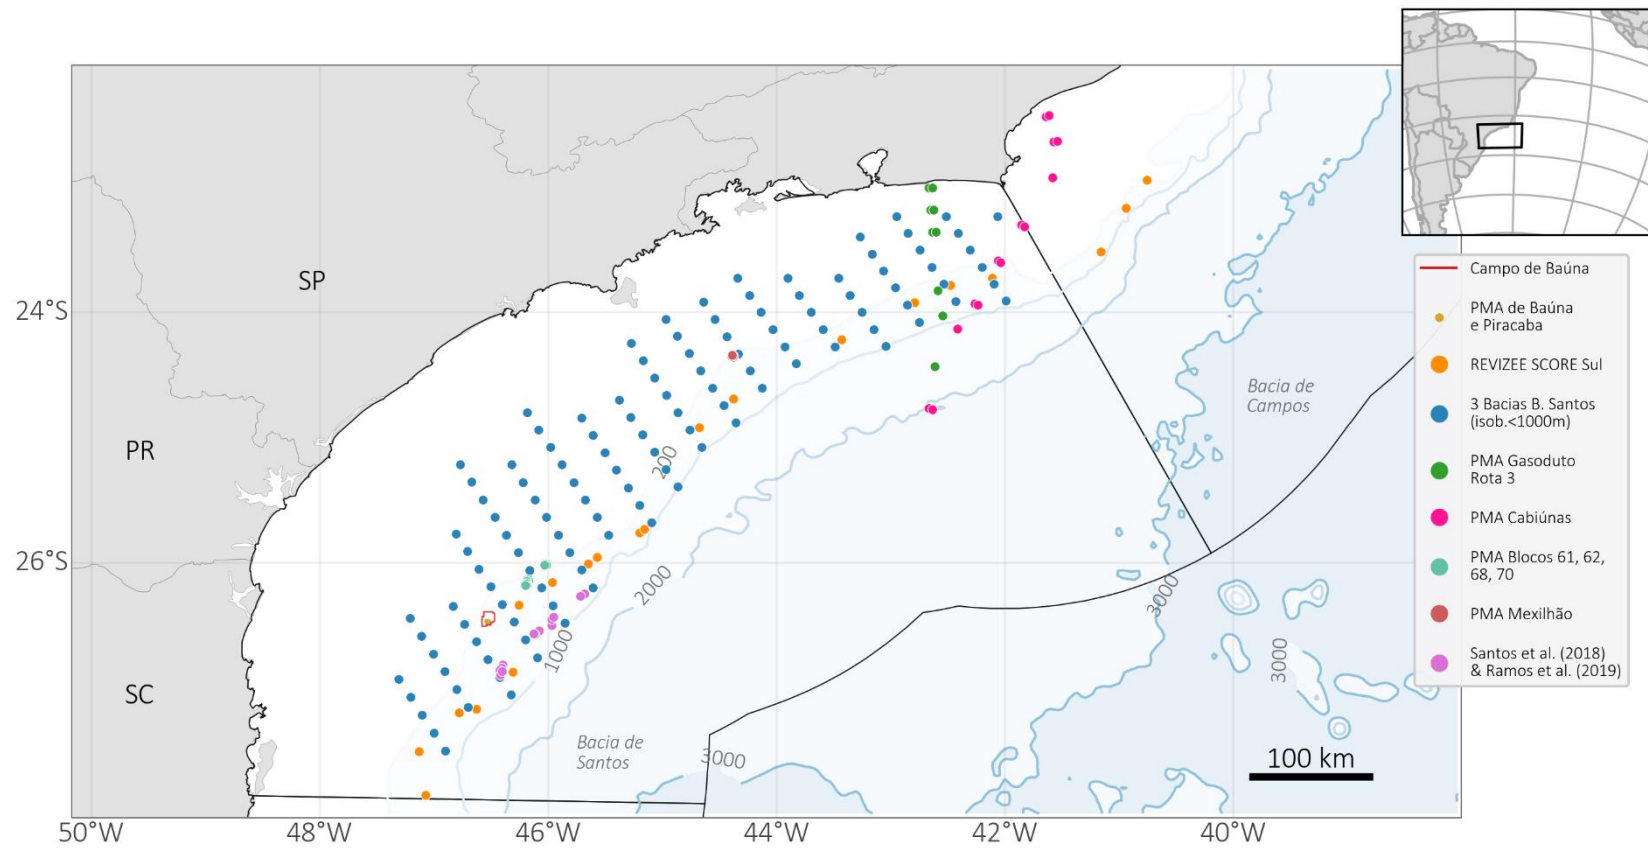 24°S
26°S
50°W
48°W
46°W
44°W
42°W
40°W
SP
PR
SC
200
1000
2000
3000
3000
3000
Bacia de
Santos
Bacia de
Campos
100 km
Campo de Baúna
PMA de Baúna
e Piracaba
REVIZEE SCORE Sul
3 Bacias B. Santos
(isob.<1000m)
PMA Gasoduto
Rota 3
PMA Cabiúnas
PMA Blocos 61, 62,
68, 70
PMA Mexilhão
Santos et al. (2018)
& Ramos et al. (2019)